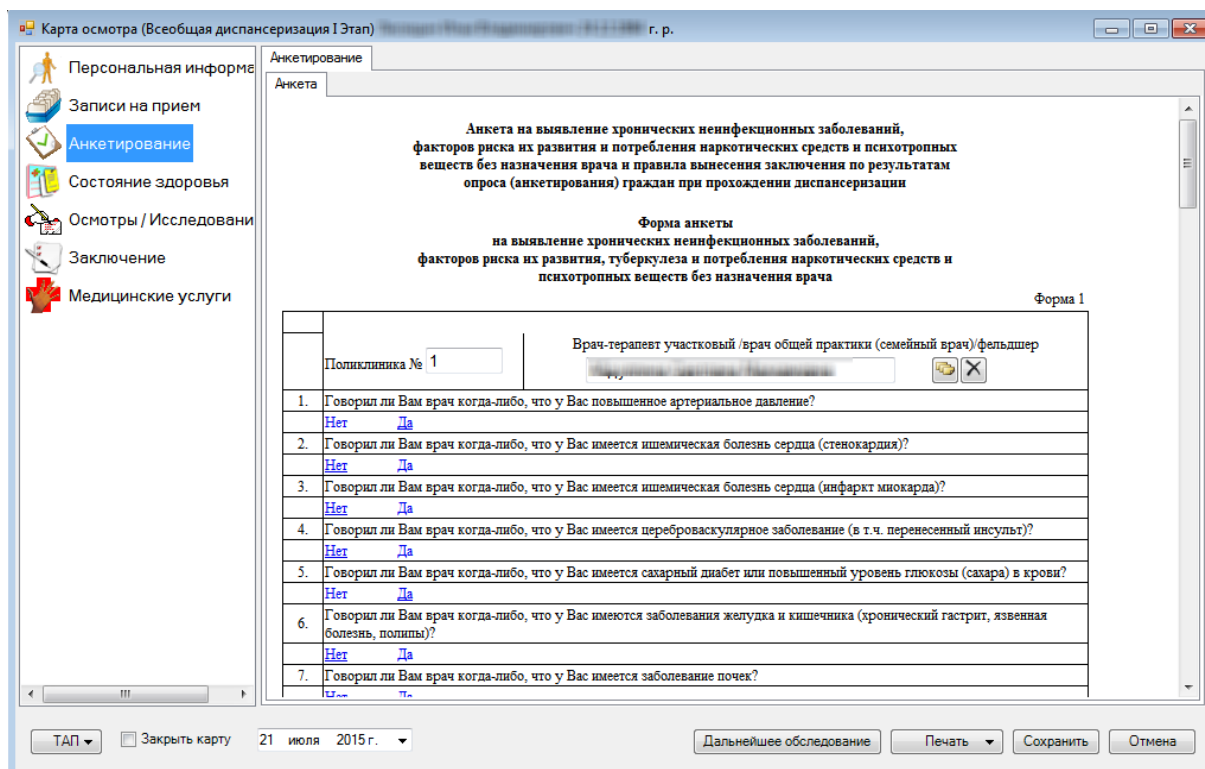 Карта осмотра (Всеобщая диспансеризация I Этап) г. р.
Персональная информа
Записи на прием
Анкетирование
Состояние здоровья
Осмотры / Исследовани
Заключение
Медицинские услуги
Анкетирование
Анкета
Анкета на выявление хронических неинфекционных заболеваний,
факторов риска их развития и потребления наркотических средств и психотропных
веществ без назначения врача и правила вынесения заключения по результатам
опроса (анкетирования) граждан при прохождении диспансеризации
Форма анкеты
на выявление хронических неинфекционных заболеваний,
факторов риска их развития, туберкулеза и потребления наркотических средств и
психотропных веществ без назначения врача
Форма 1
Поликлиника № 1
Врач-терапевт участковый /врач общей практики (семейный врач)/фельдшер
1. Говорил ли Вам врач когда-либо, что у Вас повышенное артериальное давление?
Нет Да
2. Говорил ли Вам врач когда-либо, что у Вас имеется ишемическая болезнь сердца (стенокардия)?
Нет Да
3. Говорил ли Вам врач когда-либо, что у Вас имеется ишемическая болезнь сердца (инфаркт миокарда)?
Нет Да
4. Говорил ли Вам врач когда-либо, что у Вас имеется цереброваскулярное заболевание (в т.ч. перенесенный инсульт)?
Нет Да
5. Говорил ли Вам врач когда-либо, что у Вас имеется сахарный диабет или повышенный уровень глюкозы (сахара) в крови?
Нет Да
6. Говорил ли Вам врач когда-либо, что у Вас имеются заболевания желудка и кишечника (хронический гастрит, язвенная
болезнь, полипы)?
Нет Да
7. Говорил ли Вам врач когда-либо, что у Вас имеется заболевание почек?
Нет Да
ТАП Закрыть карту 21 июля 2015 г. Дальнейшее обследование Печать Сохранить Отмена